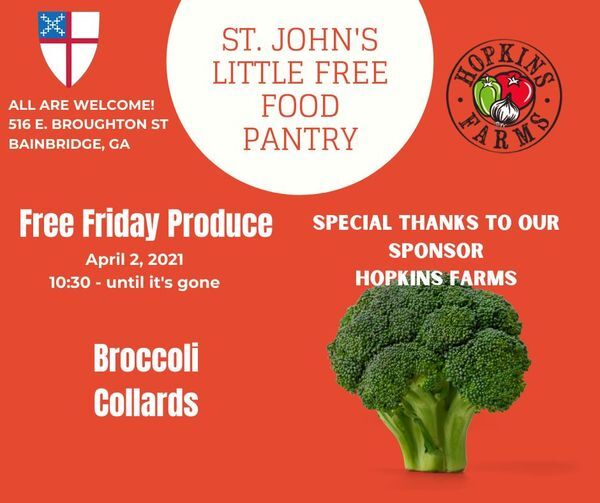 ALL ARE WELCOME!
516 E. BROUGHTON ST
BAINBRIDGE, GA
ST. JOHN'S
LITTLE FREE
FOOD
PANTRY
HOPKINS
FARMS
Free Friday Produce
April 2, 2021
10:30 - until it's gone
Broccoli
Collards
SPECIAL THANKS TO OUR
SPONSOR
HOPKINS FARMS